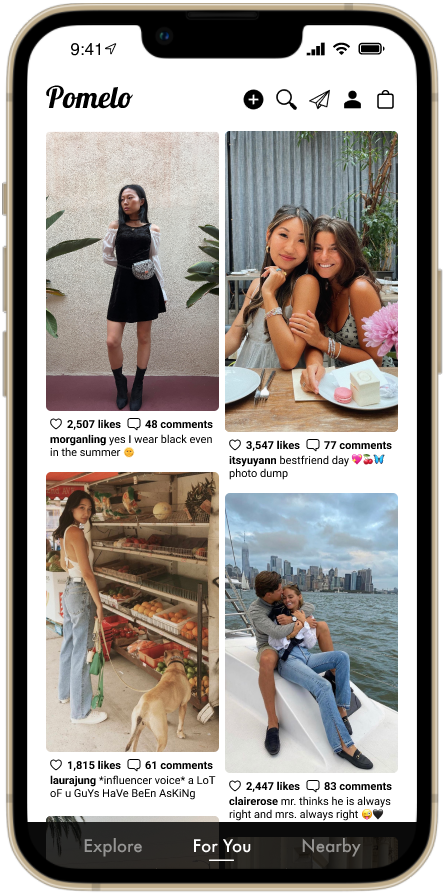 9:41
Pomelo
2,507 likes 48 comments
morganling yes I wear black even
in the summer 🌞
3,547 likes 77 comments
itsyuyann bestfriend day 💖🍒🦋
photo dump
1,815 likes 61 comments
laurajung *influencer voice* a LoT
oF u GuYs HaVe BeEn AsKiNg
2,447 likes 83 comments
clairerose mr. thinks he is always
right and mrs. always right 😜🖤
Explore For You Nearby